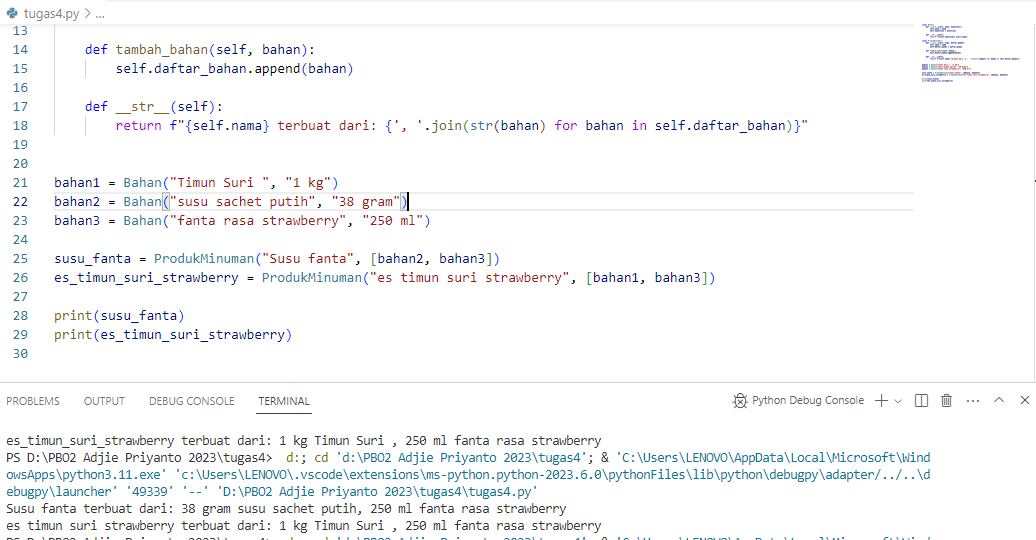 tugas4.py > ...
13
14 def tambah_bahan(self, bahan):
15 self.daftar_bahan.append(bahan)
16
17 def __str__(self):
18 return f"{self.nama} terbuat dari: {', '.join(str(bahan) for bahan in self.daftar_bahan)}"
19
20
21 bahan1 = Bahan("Timun Suri ", "1 kg")
22 bahan2 = Bahan("susu sachet putih", "38 gram")
23 bahan3 = Bahan("fanta rasa strawberry", "250 ml")
24
25 susu_fanta = ProdukMinuman("Susu fanta", [bahan2, bahan3])
26 es_timun_suri_strawberry = ProdukMinuman("es timun suri strawberry", [bahan1, bahan3])
27
28 print(susu_fanta)
29 print(es_timun_suri_strawberry)
30
PROBLEMS OUTPUT DEBUG CONSOLE TERMINAL Python Debug Console
es_timun_suri_strawberry terbuat dari: 1 kg Timun Suri , 250 ml fanta rasa strawberry
PS D:\PBO2 Adjie Priyanto 2023\tugas4> d:; cd 'd:\PBO2 Adjie Priyanto 2023\tugas4'; & 'C:\Users\LENOVO\AppData\Local\Microsoft\Wind
owsApps\python3.11.exe' 'c:\Users\LENOVO\.vscode\extensions\ms-python.python-2023.6.0\pythonFiles\lib\python\debugpy\adapter/../..\d
ebugpy\launcher' '49339' '--' 'D:\PBO2 Adjie Priyanto 2023\tugas4\tugas4.py'
Susu fanta terbuat dari: 38 gram susu sachet putih, 250 ml fanta rasa strawberry
es timun suri strawberry terbuat dari: 1 kg Timun Suri , 250 ml fanta rasa strawberry